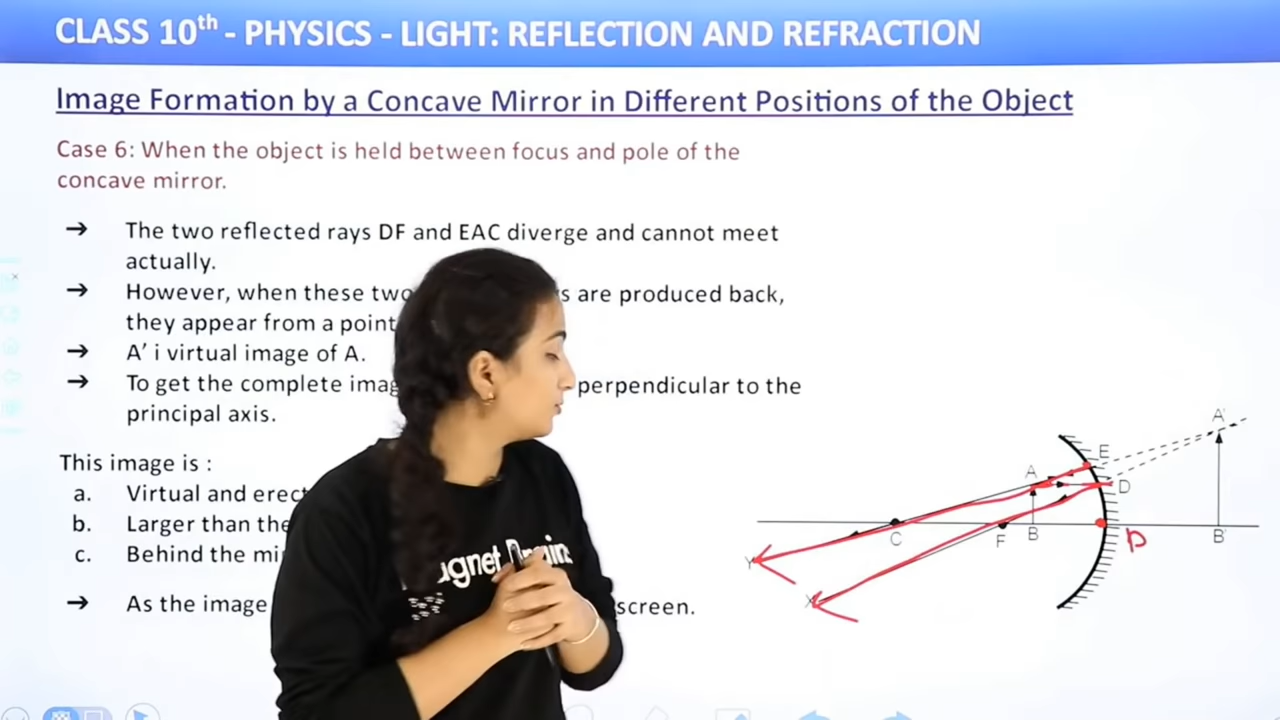 CLASS 10th - PHYSICS - LIGHT: REFLECTION AND REFRACTION
Image Formation by a Concave Mirror in Different Positions of the Object
Case 6: When the object is held between focus and pole of the
concave mirror.
→ The two reflected rays DF and EAC diverge and cannot meet
actually.
→ However, when these two are produced back,
they appear from a point
→ A′ i virtual image of A.
→ To get the complete perpendicular to the
principal axis.
This image is :
a. Virtual and
b. Larger than
c. Behind the
→ As the image screen.
A'
E
A
D
C
F
B
B'
P
Y
X